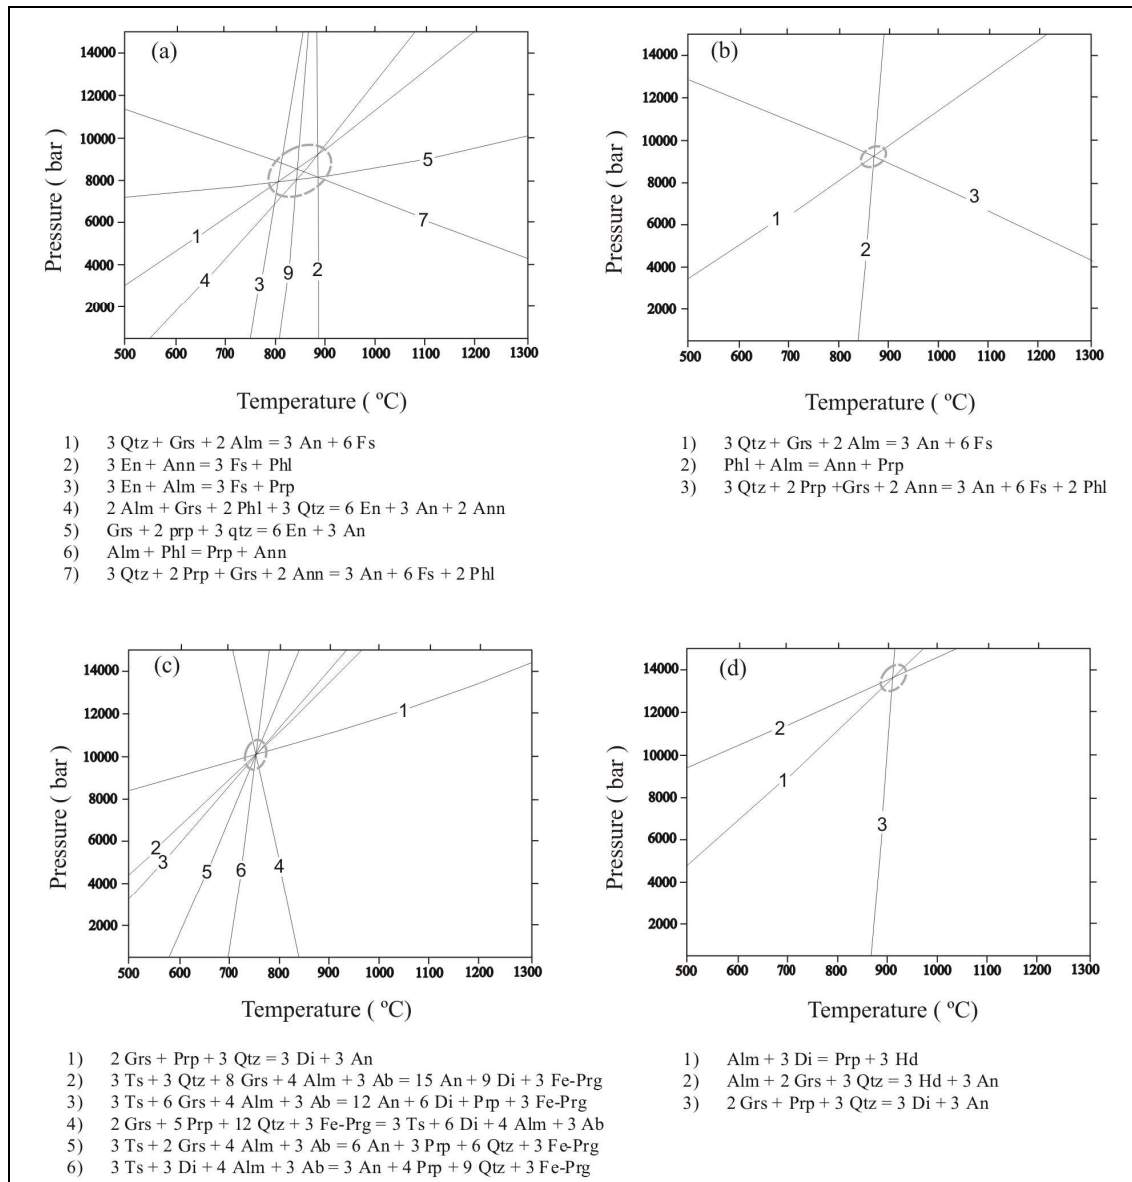 (a)
14000
12000
10000
8000
6000
4000
2000
Pressure ( bar )
5
1
7
4
3
9
2
500 600 700 800 900 1000 1100 1200 1300
Temperature ( ºC)
1) 3 Qtz + Grs + 2 Alm = 3 An + 6 Fs
2) 3 En + Ann = 3 Fs + Phl
3) 3 En + Alm = 3 Fs + Prp
4) 2 Alm + Grs + 2 Phl + 3 Qtz = 6 En + 3 An + 2 Ann
5) Grs + 2 prp + 3 qtz = 6 En + 3 An
6) Alm + Phl = Prp + Ann
7) 3 Qtz + 2 Prp + Grs + 2 Ann = 3 An + 6 Fs + 2 Phl
(b)
14000
12000
10000
8000
6000
4000
2000
Pressure ( bar )
3
1
2
500 600 700 800 900 1000 1100 1200 1300
Temperature ( ºC)
1) 3 Qtz + Grs + 2 Alm = 3 An + 6 Fs
2) Phl + Alm = Ann + Prp
3) 3 Qtz + 2 Prp +Grs + 2 Ann = 3 An + 6 Fs + 2 Phl
(c)
14000
12000
10000
8000
6000
4000
2000
Pressure ( bar )
1
2
3
5
6
4
500 600 700 800 900 1000 1100 1200 1300
Temperature ( ºC)
1) 2 Grs + Prp + 3 Qtz = 3 Di + 3 An
2) 3 Ts + 3 Qtz + 8 Grs + 4 Alm + 3 Ab = 15 An + 9 Di + 3 Fe-Prg
3) 3 Ts + 6 Grs + 4 Alm + 3 Ab = 12 An + 6 Di + Prp + 3 Fe-Prg
4) 2 Grs + 5 Prp + 12 Qtz + 3 Fe-Prg = 3 Ts + 6 Di + 4 Alm + 3 Ab
5) 3 Ts + 2 Grs + 4 Alm + 3 Ab = 6 An + 3 Prp + 6 Qtz + 3 Fe-Prg
6) 3 Ts + 3 Di + 4 Alm + 3 Ab = 3 An + 4 Prp + 9 Qtz + 3 Fe-Prg
(d)
14000
12000
10000
8000
6000
4000
2000
Pressure ( bar )
2
1
3
500 600 700 800 900 1000 1100 1200 1300
Temperature ( ºC)
1) Alm + 3 Di = Prp + 3 Hd
2) Alm + 2 Grs + 3 Qtz = 3 Hd + 3 An
3) 2 Grs + Prp + 3 Qtz = 3 Di + 3 An